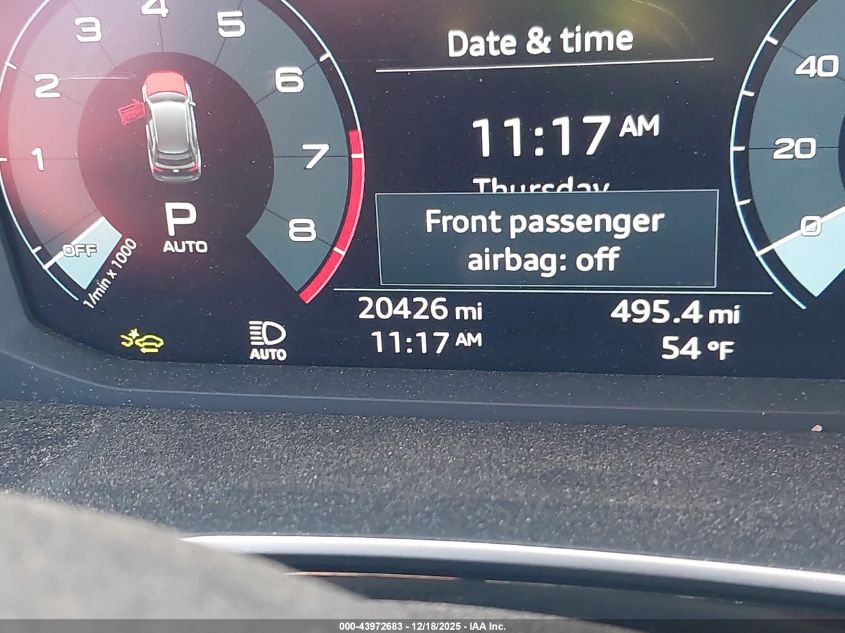 Date & time
11:17 AM
Thursday
Front passenger
airbag: off
1
2
3
4
5
6
7
8
OFF
1/min x 1000
P
AUTO
40
20
0
20426 mi
495.4 mi
11:17 AM
54 °F
AUTO
000-43972683 - 12/18/2025 - IAA Inc.